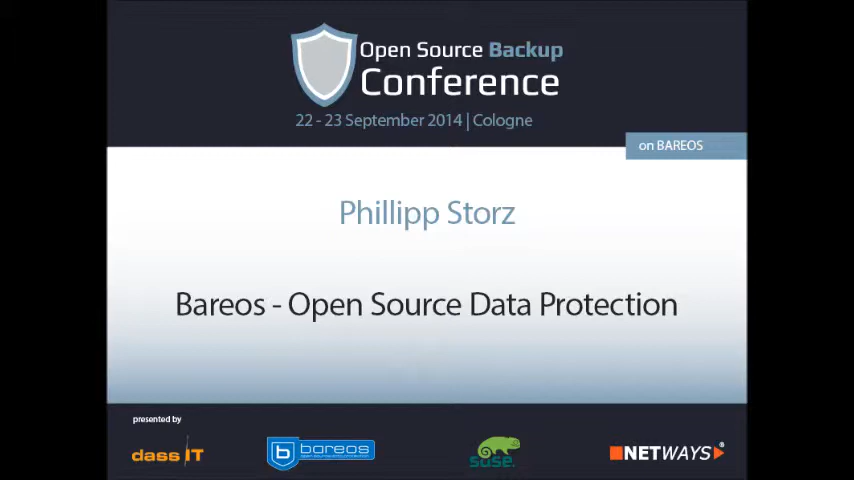 Open Source Backup
Conference
22 - 23 September 2014 | Cologne
on BAREOS
Phillipp Storz
Bareos - Open Source Data Protection
presented by
dass IT
b bareos
suse
NETWAYS®